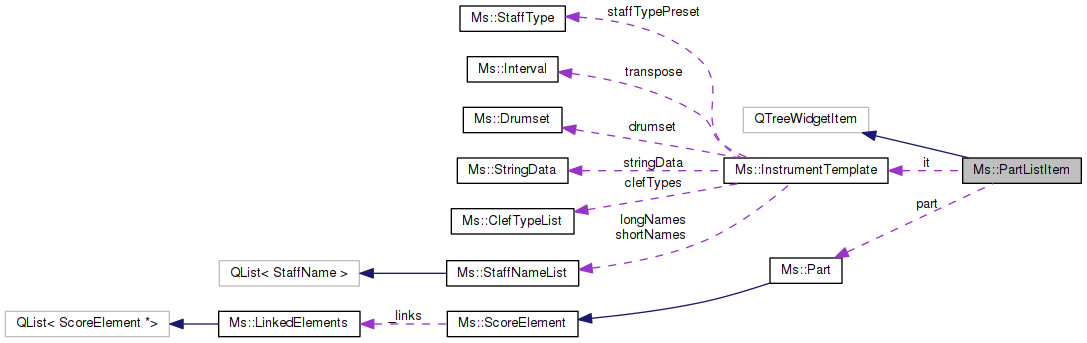 Ms::StaffType
staffTypePreset
Ms::Interval
transpose
QTreeWidgetItem
Ms::Drumset
drumset
Ms::StringData
stringData
Ms::InstrumentTemplate
it
Ms::PartListItem
clefTypes
Ms::ClefTypeList
part
longNames
shortNames
QList< StaffName >
Ms::StaffNameList
Ms::Part
QList< ScoreElement *>
Ms::LinkedElements
_links
Ms::ScoreElement